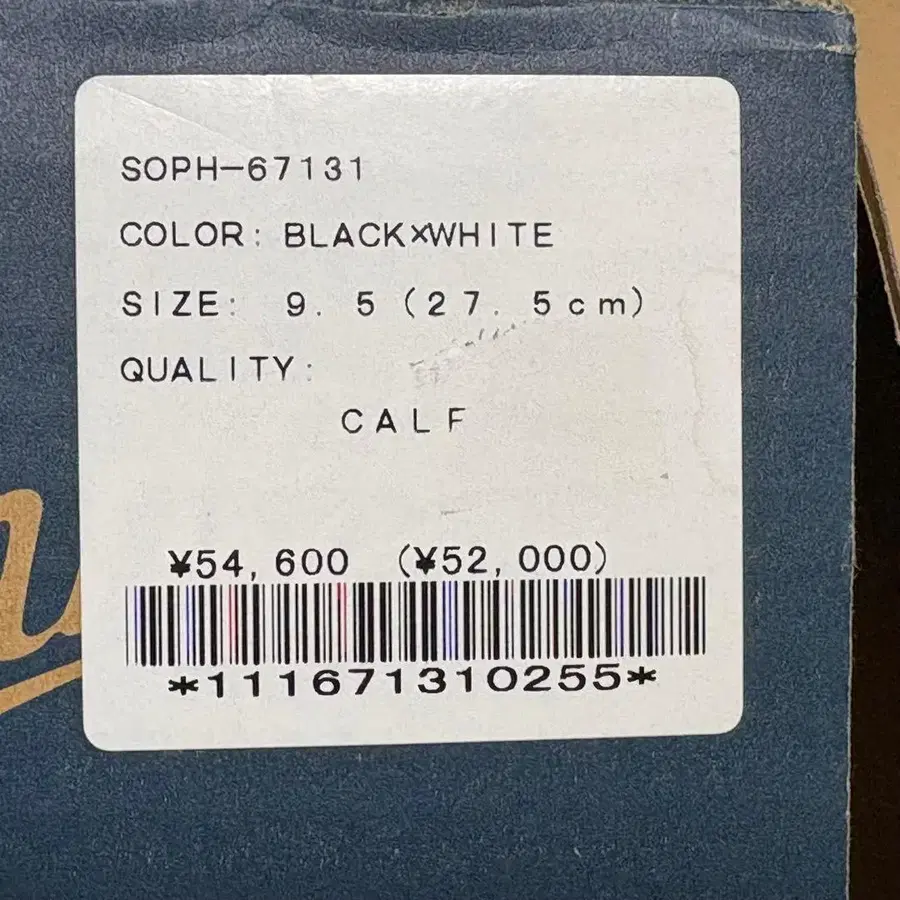 SOPH-67131
COLOR: BLACK×WHITE
SIZE: 9.5(27.5cm)
QUALITY:
CALF
¥54,600 (¥52,000)
*111671310255*